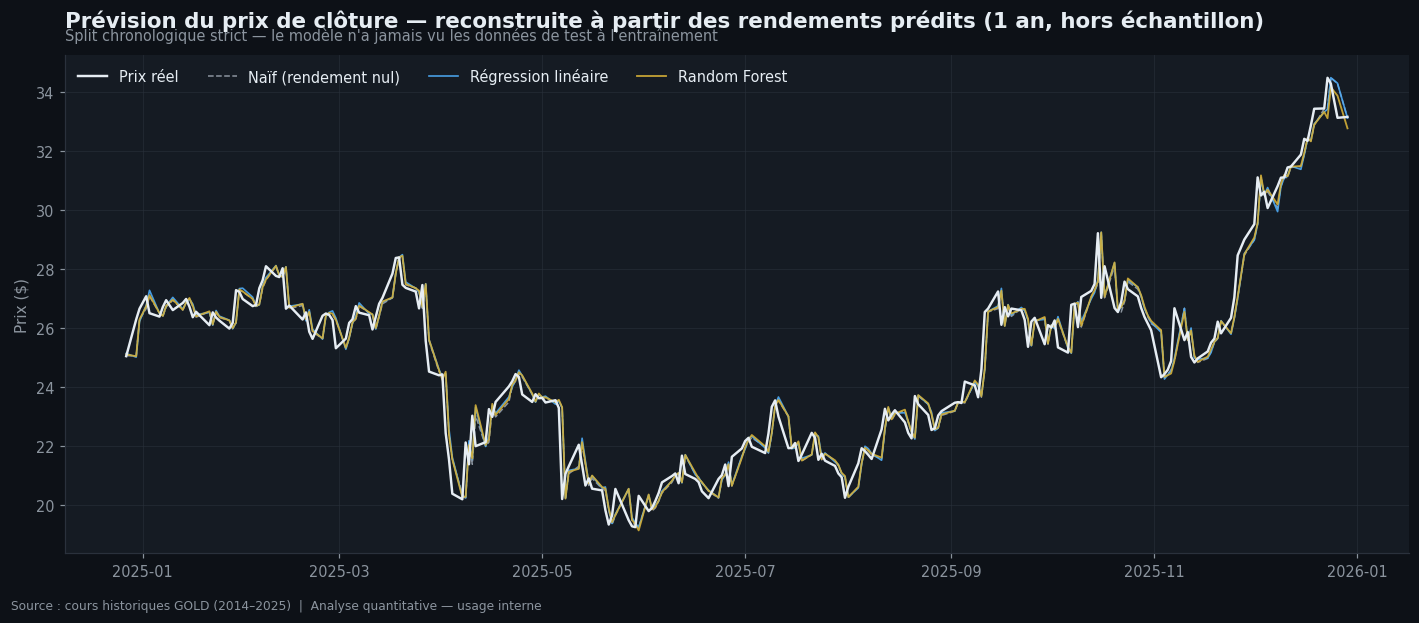 Prévision du prix de clôture — reconstruite à partir des rendements prédits (1 an, hors échantillon)
Split chronologique strict — le modèle n'a jamais vu les données de test à l'entraînement
Prix réel
Naïf (rendement nul)
Régression linéaire
Random Forest
Prix ($)
34
32
30
28
26
24
22
20
2025-01
2025-03
2025-05
2025-07
2025-09
2025-11
2026-01
Source : cours historiques GOLD (2014–2025) | Analyse quantitative — usage interne